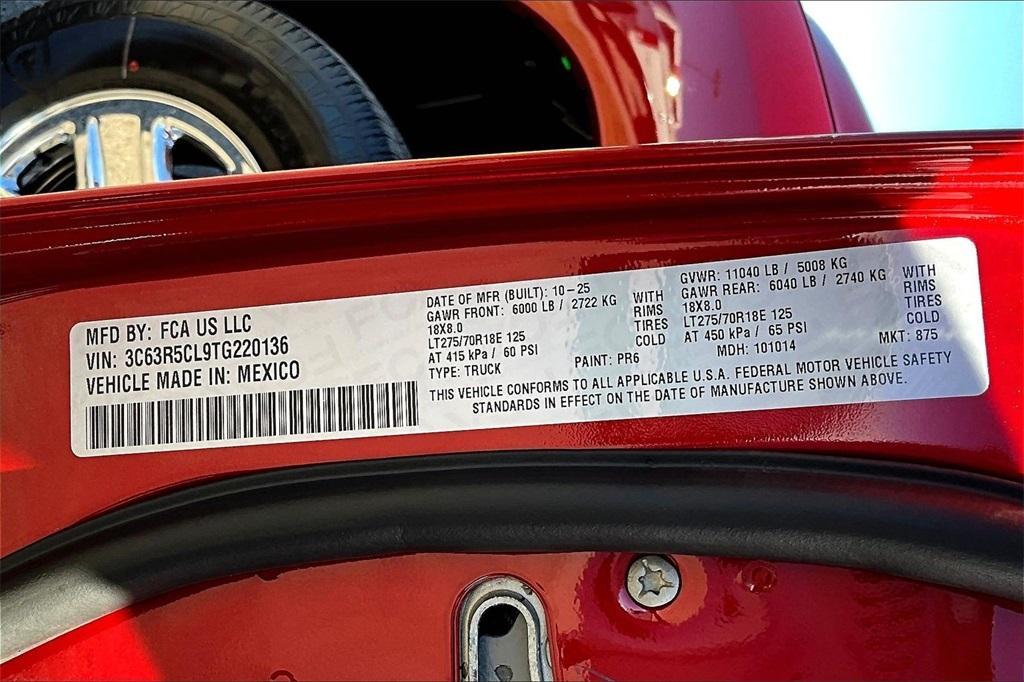 MFD BY: FCA US LLC
VIN: 3C63R5CL9TG220136
VEHICLE MADE IN: MEXICO
DATE OF MFR (BUILT): 10-25
GAWR FRONT: 6000 LB / 2722 KG
18X8.0
LT275/70R18E 125
AT 415 kPa / 60 PSI
TYPE: TRUCK
WITH
RIMS
TIRES
COLD
PAINT: PR6
GVWR: 11040 LB / 5008 KG
GAWR REAR: 6040 LB / 2740 KG
18X8.0
LT275/70R18E 125
AT 450 kPa / 65 PSI
MDH: 101014
WITH
RIMS
TIRES
COLD
MKT: 875
THIS VEHICLE CONFORMS TO ALL APPLICABLE U.S.A. FEDERAL MOTOR VEHICLE SAFETY
STANDARDS IN EFFECT ON THE DATE OF MANUFACTURE SHOWN ABOVE.